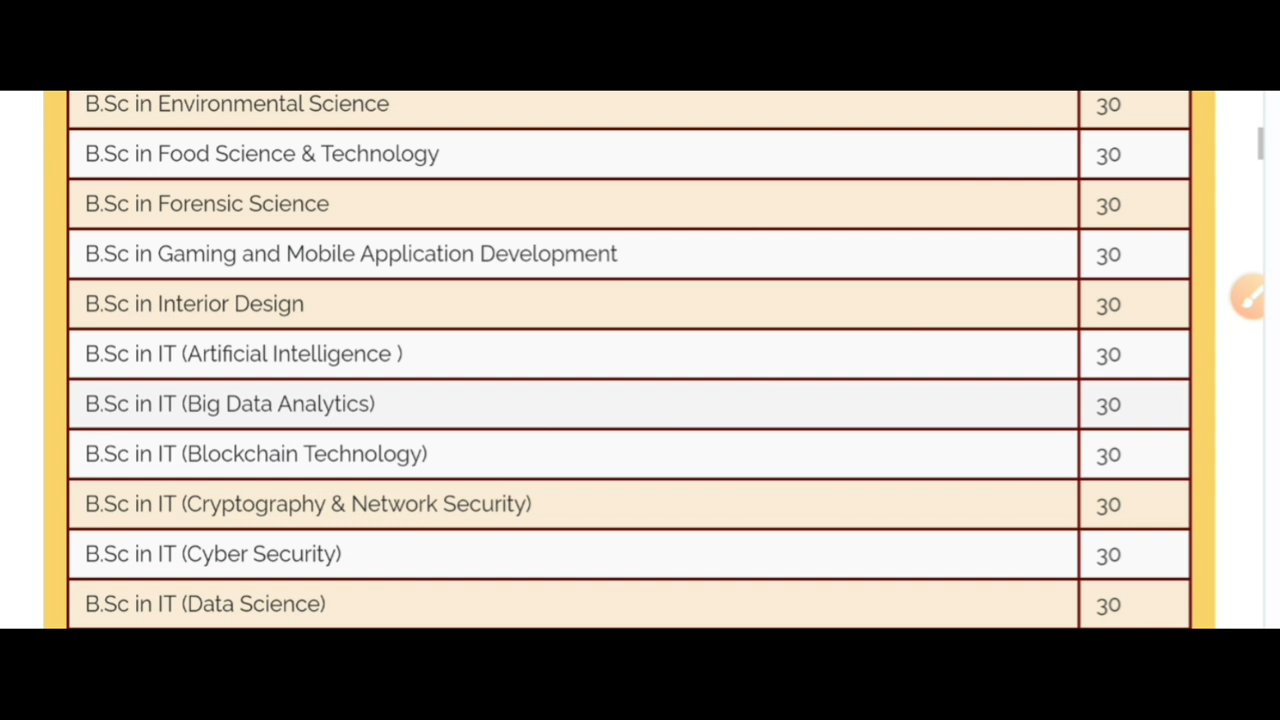 B.Sc in Environmental Science 30
B.Sc in Food Science & Technology 30
B.Sc in Forensic Science 30
B.Sc in Gaming and Mobile Application Development 30
B.Sc in Interior Design 30
B.Sc in IT (Artificial Intelligence ) 30
B.Sc in IT (Big Data Analytics) 30
B.Sc in IT (Blockchain Technology) 30
B.Sc in IT (Cryptography & Network Security) 30
B.Sc in IT (Cyber Security) 30
B.Sc in IT (Data Science) 30